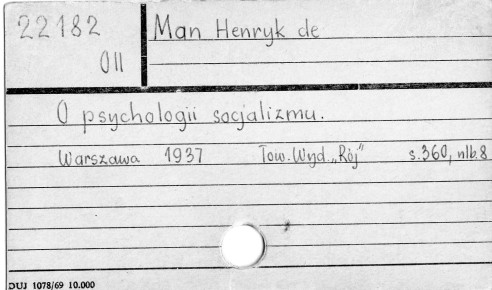 22182 Man Henryk de
OII
O psychologii socjalizmu.
Warszawa 1937 Tow. Wyd. „Rój" s. 360, nlb. 8
DUJ 1078/69 10.000